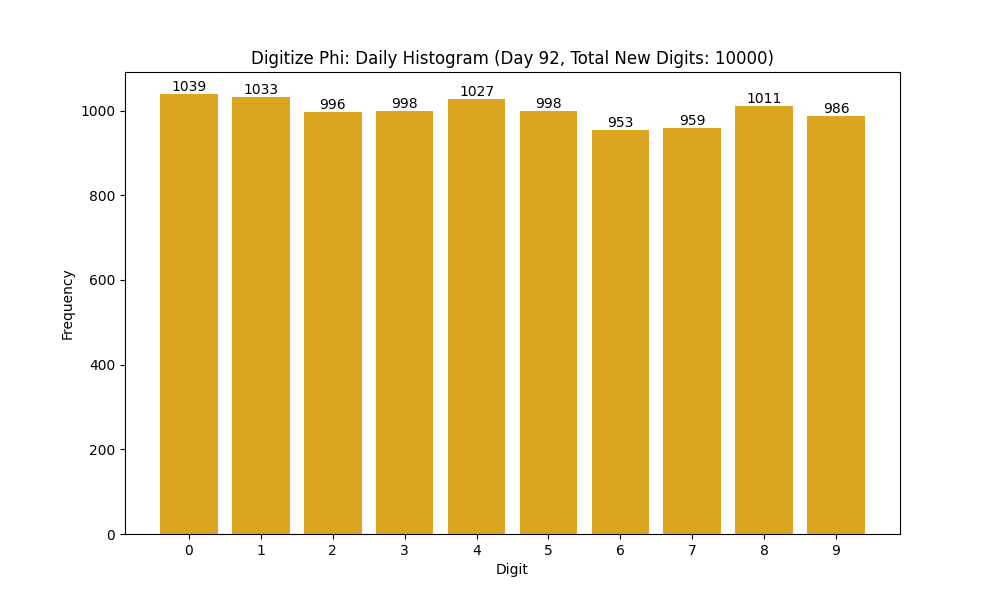 Digitize Phi: Daily Histogram (Day 92, Total New Digits: 10000)
1039 1033 996 998 1027 998 953 959 1011 986
1000
800
600
400
200
0
Frequency
0 1 2 3 4 5 6 7 8 9
Digit